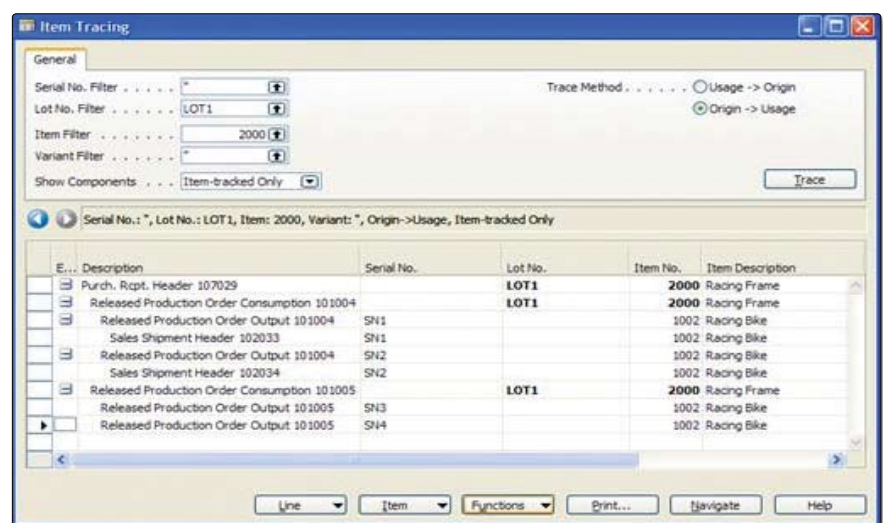 Item Tracing
General
Serial No. Filter . . . . . ''
Trace Method . . . . . . Usage -> Origin
Lot No. Filter . . . . . . LOT1
Origin -> Usage
Item Filter . . . . . . . 2000
Variant Filter . . . . . ''
Show Components . . . Item-tracked Only
Trace
Serial No.: '', Lot No.: LOT1, Item: 2000, Variant: '', Origin->Usage, Item-tracked Only
E... Description Serial No. Lot No. Item No. Item Description
Purch. Rcpt. Header 107029 LOT1 2000 Racing Frame
Released Production Order Consumption 101004 LOT1 2000 Racing Frame
Released Production Order Output 101004 SN1 1002 Racing Bike
Sales Shipment Header 102033 SN1 1002 Racing Bike
Released Production Order Output 101004 SN2 1002 Racing Bike
Sales Shipment Header 102034 SN2 1002 Racing Bike
Released Production Order Consumption 101005 LOT1 2000 Racing Frame
Released Production Order Output 101005 SN3 1002 Racing Bike
Released Production Order Output 101005 SN4 1002 Racing Bike
Line Item Functions Print... Navigate Help